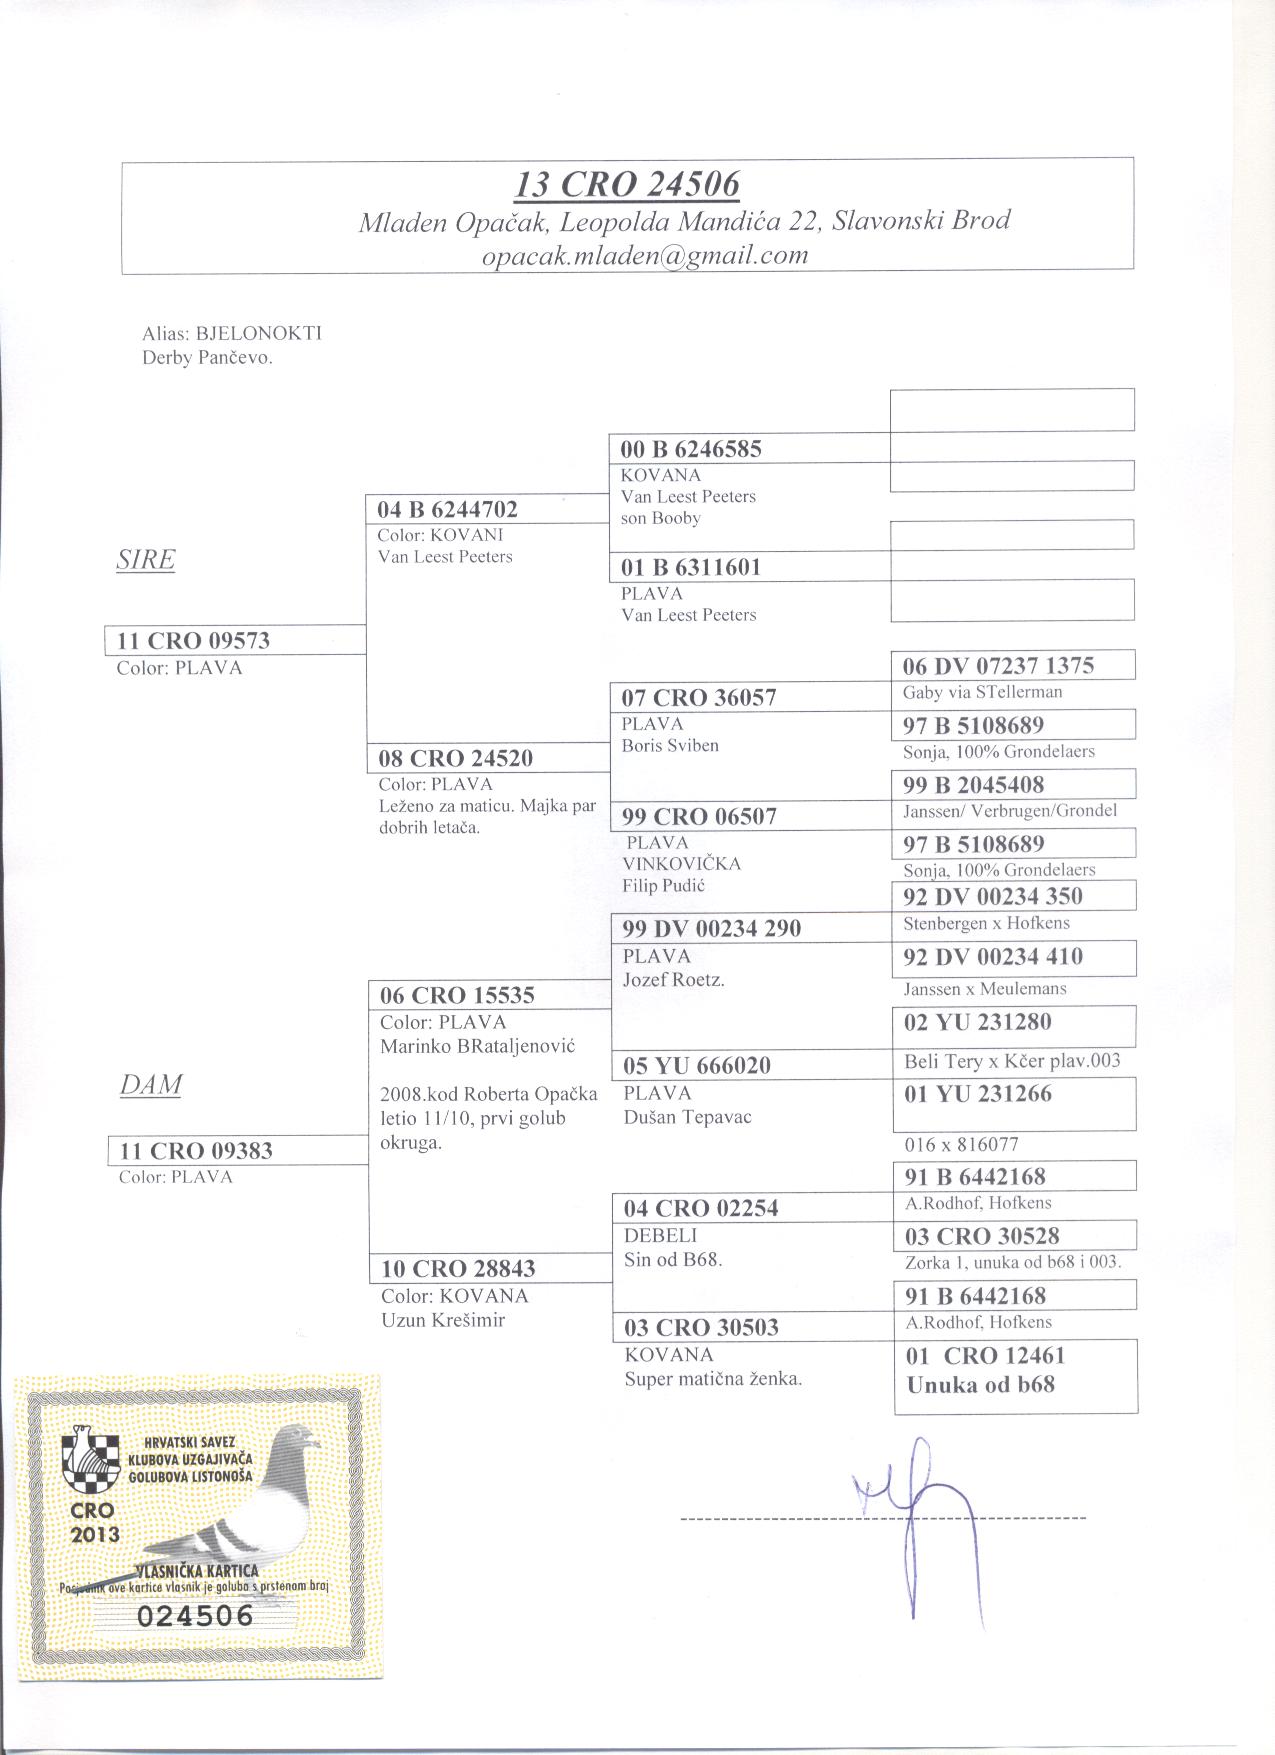 13 CRO 24506
Mladen Opačak, Leopolda Mandića 22, Slavonski Brod
opacak.mladen@gmail.com
Alias: BJELONOKTI
Derby Pančevo.
SIRE
11 CRO 09573
Color: PLAVA
04 B 6244702
Color: KOVANI
Van Leest Peeters
00 B 6246585
KOVANA
Van Leest Peeters
son Booby
01 B 6311601
PLAVA
Van Leest Peeters
08 CRO 24520
Color: PLAVA
Leženo za maticu. Majka par
dobrih letača.
07 CRO 36057
PLAVA
Boris Sviben
06 DV 07237 1375
Gaby via STellerman
97 B 5108689
Sonja, 100% Grondelaers
99 CRO 06507
PLAVA
VINKOVIČKA
Filip Pudić
99 B 2045408
Janssen/ Verbrugen/Grondel
97 B 5108689
Sonja, 100% Grondelaers
DAM
11 CRO 09383
Color: PLAVA
06 CRO 15535
Color: PLAVA
Marinko BRataljenović
2008.kod Roberta Opačka
letio 11/10, prvi golub
okruga.
99 DV 00234 290
PLAVA
Jozef Roetz.
92 DV 00234 350
Stenbergen x Hofkens
92 DV 00234 410
Janssen x Meulemans
05 YU 666020
PLAVA
Dušan Tepavac
02 YU 231280
Beli Tery x Kčer plav.003
01 YU 231266
016 x 816077
10 CRO 28843
Color: KOVANA
Uzun Krešimir
04 CRO 02254
DEBELI
Sin od B68.
91 B 6442168
A.Rodhof, Hofkens
03 CRO 30528
Zorka 1, unuka od b68 i 003.
03 CRO 30503
KOVANA
Super matična ženka.
91 B 6442168
A.Rodhof, Hofkens
01 CRO 12461
Unuka od b68
HRVATSKI SAVEZ
KLUBOVA UZGAJIVAČA
GOLUBOVA LISTONOŠA
CRO
2013
VLASNIČKA KARTICA
Posjednik ove kartice vlasnik je goluba s prstenom broj
024506